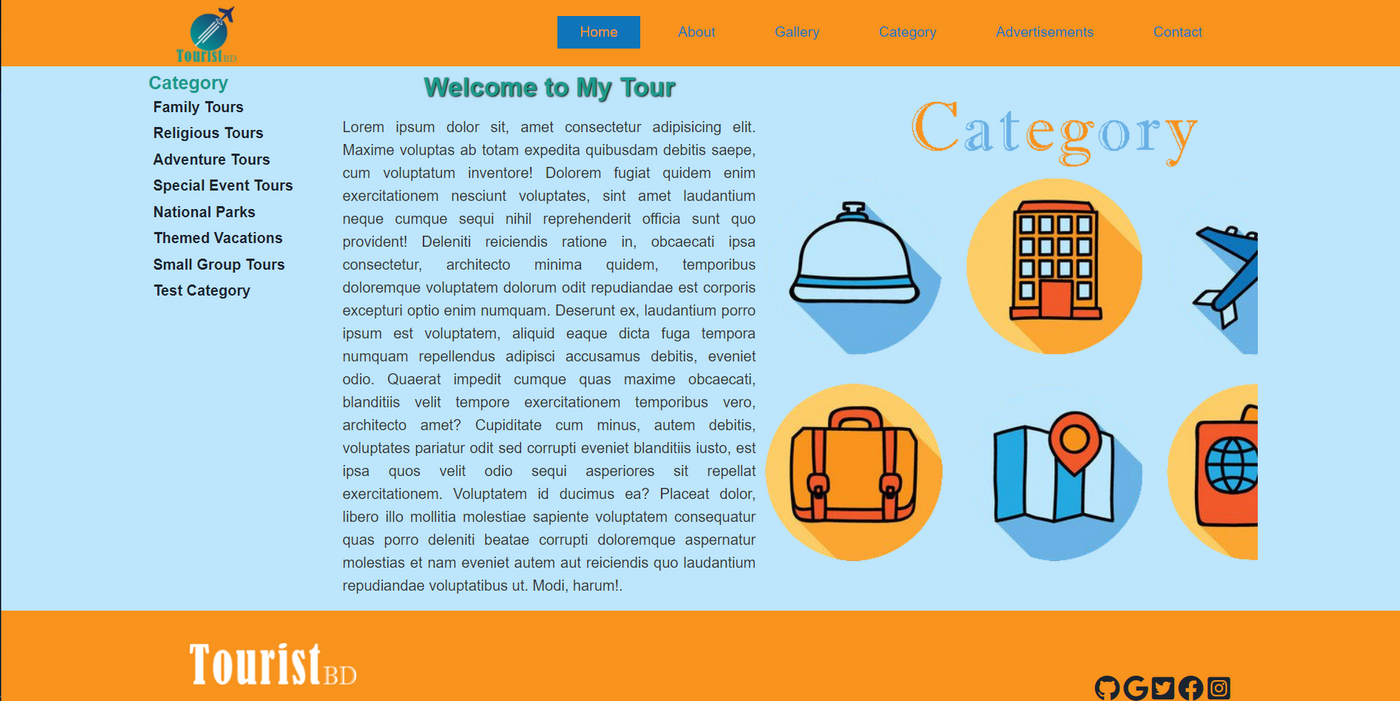 Tourist BD
Home About Gallery Category Advertisements Contact
Category
Family Tours
Religious Tours
Adventure Tours
Special Event Tours
National Parks
Themed Vacations
Small Group Tours
Test Category
Welcome to My Tour
Lorem ipsum dolor sit, amet consectetur adipisicing elit.
Maxime voluptas ab totam expedita quibusdam debitis saepe,
cum voluptatum inventore! Dolorem fugiat quidem enim
exercitationem nesciunt voluptates, sint amet laudantium
neque cumque sequi nihil reprehenderit officia sunt quo
provident! Deleniti reiciendis ratione in, obcaecati ipsa
consectetur, architecto minima quidem, temporibus
doloremque voluptatem dolorum odit repudiandae est corporis
excepturi optio enim numquam. Deserunt ex, laudantium porro
ipsum est voluptatem, aliquid eaque dicta fuga tempora
numquam repellendus adipisci accusamus debitis, eveniet
odio. Quaerat impedit cumque quas maxime obcaecati,
blanditiis velit tempore exercitationem temporibus vero,
architecto amet? Cupiditate cum minus, autem debitis,
voluptates pariatur odit sed corrupti eveniet blanditiis iusto, est
ipsa quos velit odio sequi asperiores sit repellat
exercitationem. Voluptatem id ducimus ea? Placeat dolor,
libero illo mollitia molestiae sapiente voluptatem consequatur
quas porro deleniti beatae corrupti doloremque aspernatur
molestias et nam eveniet autem aut reiciendis quo laudantium
repudiandae voluptatibus ut. Modi, harum!.
Category
Tourist BD